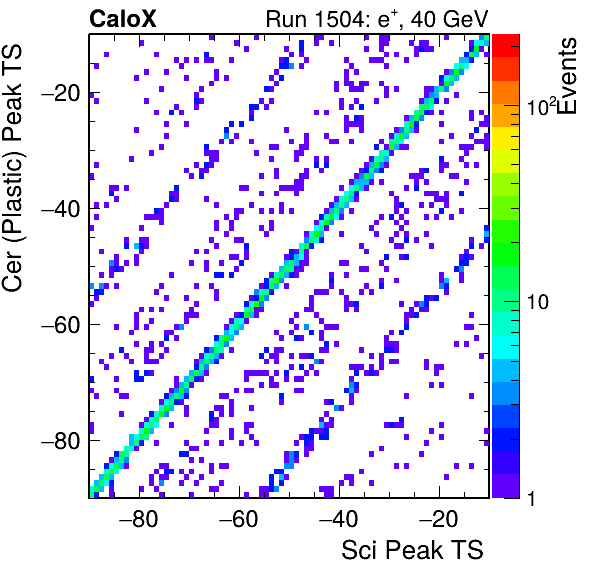 CaloX Run 1504: e+, 40 GeV
Cer (Plastic) Peak TS
−20
−40
−60
−80
−80 −60 −40 −20
Sci Peak TS
Events
10²
10
1